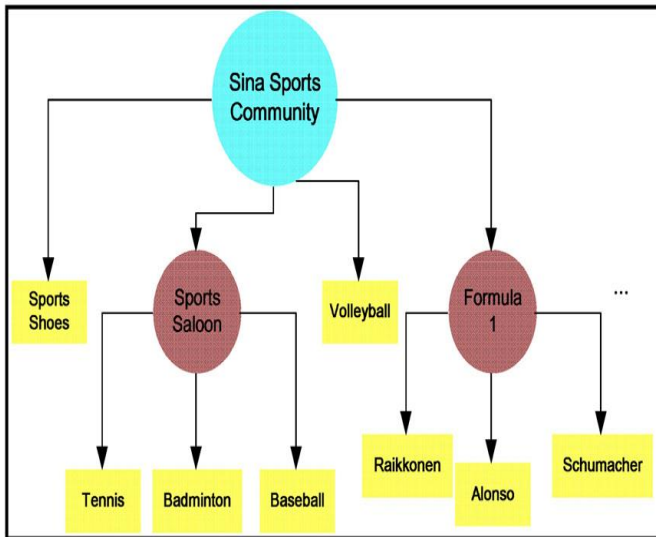 Sina Sports
Community
Sports
Shoes
Sports
Saloon
Volleyball
Formula
1
...
Tennis
Badminton
Baseball
Raikkonen
Alonso
Schumacher